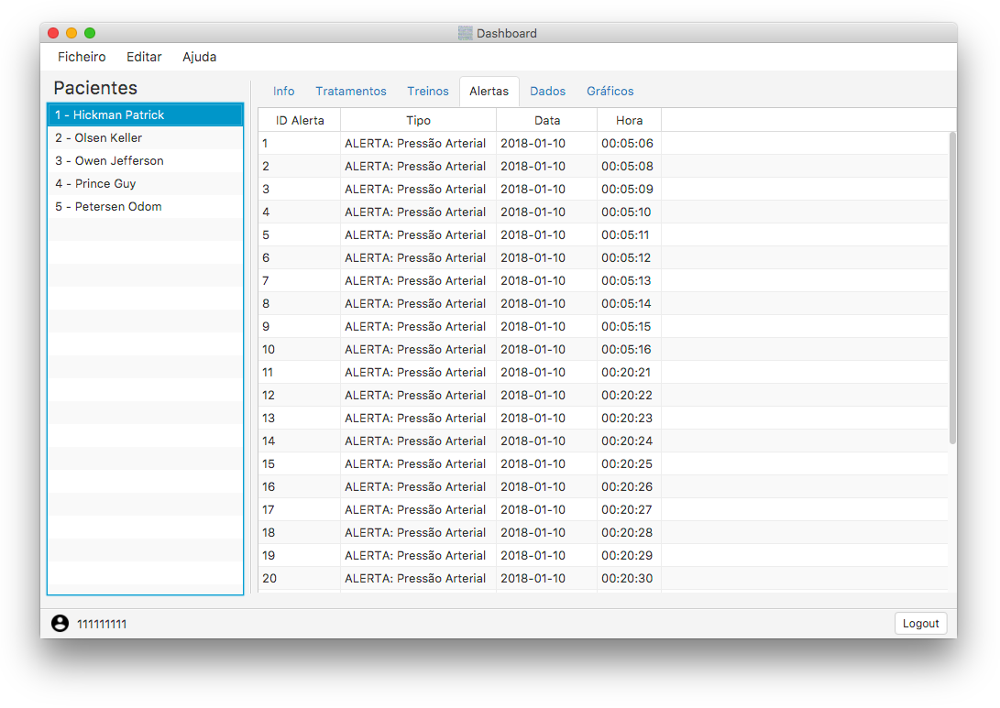 Dashboard
Ficheiro Editar Ajuda
Pacientes
1 - Hickman Patrick
2 - Olsen Keller
3 - Owen Jefferson
4 - Prince Guy
5 - Petersen Odom
Info Tratamentos Treinos Alertas Dados Gráficos
ID Alerta Tipo Data Hora
1 ALERTA: Pressão Arterial 2018-01-10 00:05:06
2 ALERTA: Pressão Arterial 2018-01-10 00:05:08
3 ALERTA: Pressão Arterial 2018-01-10 00:05:09
4 ALERTA: Pressão Arterial 2018-01-10 00:05:10
5 ALERTA: Pressão Arterial 2018-01-10 00:05:11
6 ALERTA: Pressão Arterial 2018-01-10 00:05:12
7 ALERTA: Pressão Arterial 2018-01-10 00:05:13
8 ALERTA: Pressão Arterial 2018-01-10 00:05:14
9 ALERTA: Pressão Arterial 2018-01-10 00:05:15
10 ALERTA: Pressão Arterial 2018-01-10 00:05:16
11 ALERTA: Pressão Arterial 2018-01-10 00:20:21
12 ALERTA: Pressão Arterial 2018-01-10 00:20:22
13 ALERTA: Pressão Arterial 2018-01-10 00:20:23
14 ALERTA: Pressão Arterial 2018-01-10 00:20:24
15 ALERTA: Pressão Arterial 2018-01-10 00:20:25
16 ALERTA: Pressão Arterial 2018-01-10 00:20:26
17 ALERTA: Pressão Arterial 2018-01-10 00:20:27
18 ALERTA: Pressão Arterial 2018-01-10 00:20:28
19 ALERTA: Pressão Arterial 2018-01-10 00:20:29
20 ALERTA: Pressão Arterial 2018-01-10 00:20:30
111111111 Logout